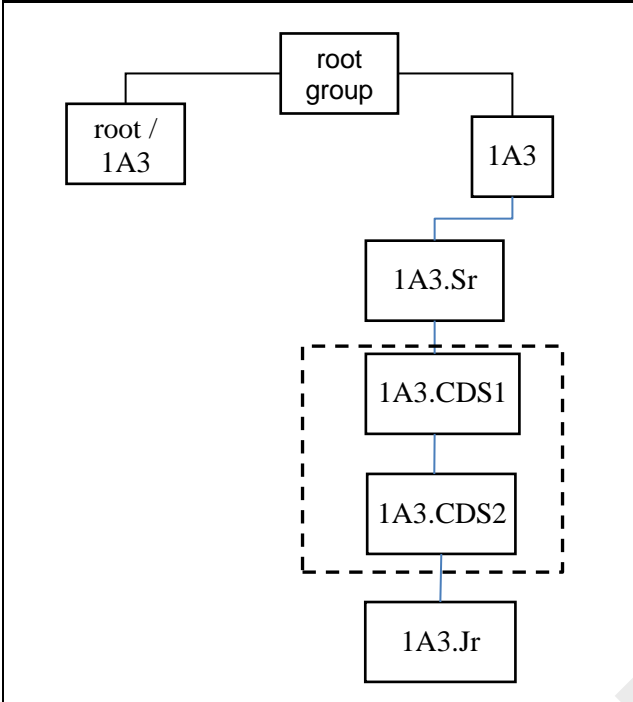 root
group
root /
1A3
1A3
1A3.Sr
1A3.CDS1
1A3.CDS2
1A3.Jr